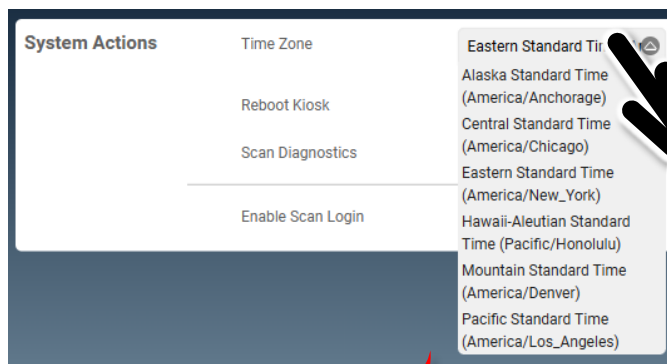 System Actions
Time Zone
Eastern Standard
Reboot Kiosk
Scan Diagnostics
Enable Scan Login
Alaska Standard Time
(America/Anchorage)
Central Standard Time
(America/Chicago)
Eastern Standard Time
(America/New_York)
Hawaii-Aleutian Standard
Time (Pacific/Honolulu)
Mountain Standard Time
(America/Denver)
Pacific Standard Time
(America/Los_Angeles)